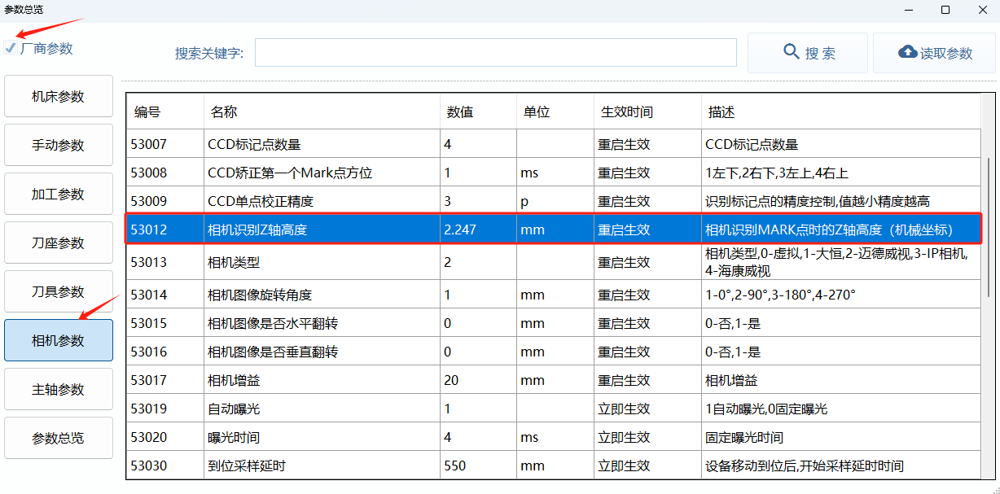 参数总览
厂商参数
搜索关键字:
搜 索
读取参数
机床参数
手动参数
加工参数
刀座参数
刀具参数
相机参数
主轴参数
参数总览
编号 名称 数值 单位 生效时间 描述
53007 CCD标记点数量 4 重启生效 CCD标记点数量
53008 CCD矫正第一个Mark点方位 1 ms 重启生效 1左下,2右下,3左上,4右上
53009 CCD单点校正精度 3 p 重启生效 识别标记点的精度控制,值越小精度越高
53012 相机识别Z轴高度 2.247 mm 重启生效 相机识别MARK点时的Z轴高度（机械坐标）
53013 相机类型 2 重启生效 相机类型,0-虚拟,1-大恒,2-迈德威视,3-IP相机,
4-海康威视
53014 相机图像旋转角度 1 mm 重启生效 1-0°,2-90°,3-180°,4-270°
53015 相机图像是否水平翻转 0 mm 重启生效 0-否,1-是
53016 相机图像是否垂直翻转 0 mm 重启生效 0-否,1-是
53017 相机增益 20 mm 重启生效 相机增益
53019 自动曝光 1 立即生效 1自动曝光,0固定曝光
53020 曝光时间 4 ms 立即生效 固定曝光时间
53030 到位采样延时 550 mm 立即生效 设备移动到位后,开始采样延时时间